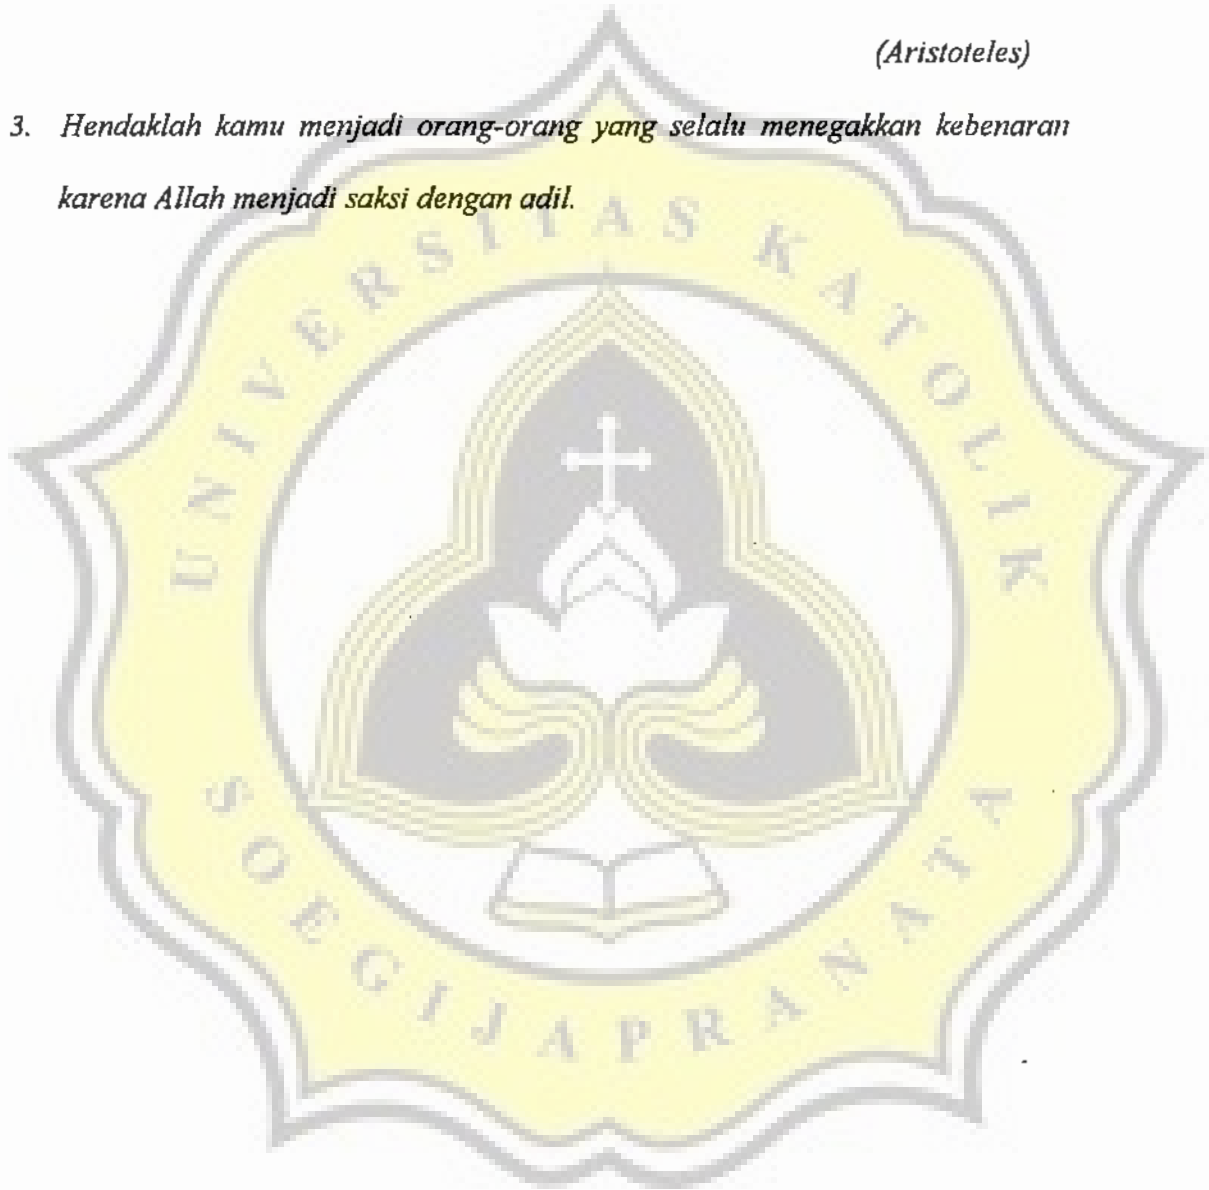 (Aristoteles)
3. Hendaklah kamu menjadi orang-orang yang selalu menegakkan kebenaran
karena Allah menjadi saksi dengan adil.
UNIVERSITAS KATOLIK
SOEGIJAPRANATA